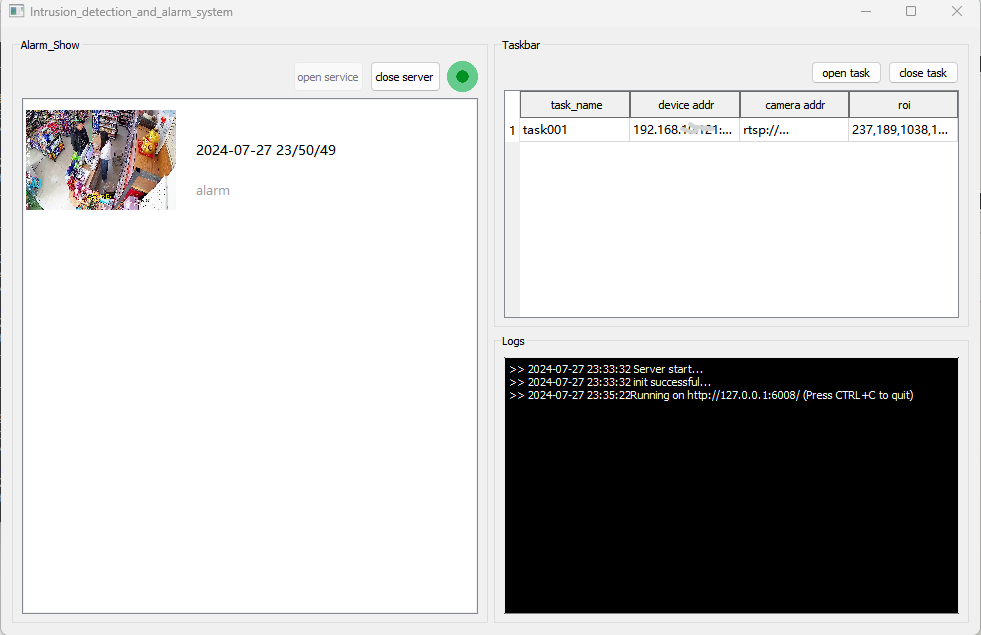 Intrusion_detection_and_alarm_system
Alarm_Show
open service
close server
2024-07-27 23/50/49
alarm
Taskbar
open task
close task
task_name
device addr
camera addr
roi
1
task001
192.168.
rtsp://...
237,189,1038,1...
Logs
>> 2024-07-27 23:33:32 Server start...
>> 2024-07-27 23:33:32 init successful...
>> 2024-07-27 23:35:22Running on http://127.0.0.1:6008/ (Press CTRL+C to quit)